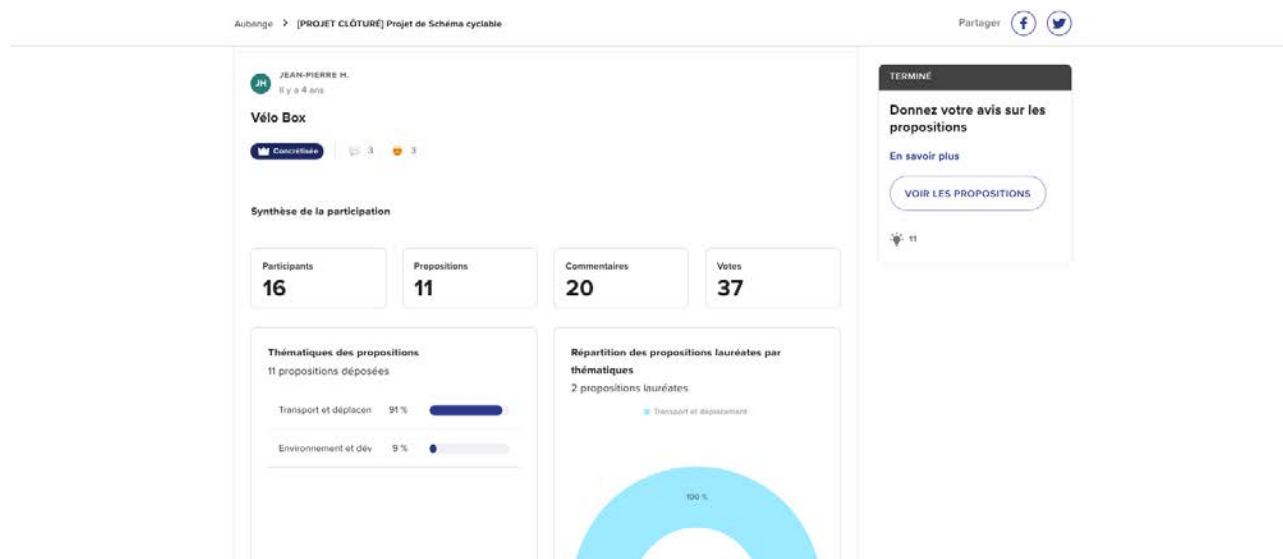 Aubange > [PROJET CLÔTURÉ] Projet de Schéma cyclable
Partager
JH
JEAN-PIERRE H.
Il y a 4 ans
Vélo Box
Concrétisée 3 3
Synthèse de la participation
Participants
16
Propositions
11
Commentaires
20
Votes
37
Thématiques des propositions
11 propositions déposées
Transport et déplacen 91 %
Environnement et dév 9 %
Répartition des propositions lauréates par
thématiques
2 propositions lauréates
Transport et déplacement
100 %
TERMINÉ
Donnez votre avis sur les
propositions
En savoir plus
VOIR LES PROPOSITIONS
11